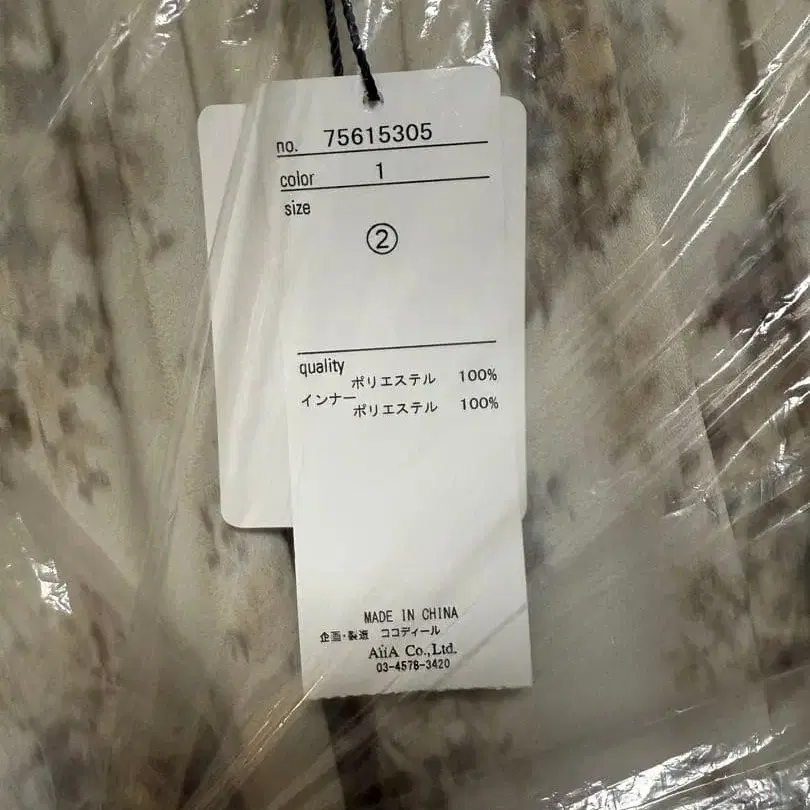 no. 75615305
color 1
size
②
quality
ポリエステル 100%
インナー
ポリエステル 100%
MADE IN CHINA
企画・製造 ココディール
AïiA Co.,Ltd.
03-4578-3420